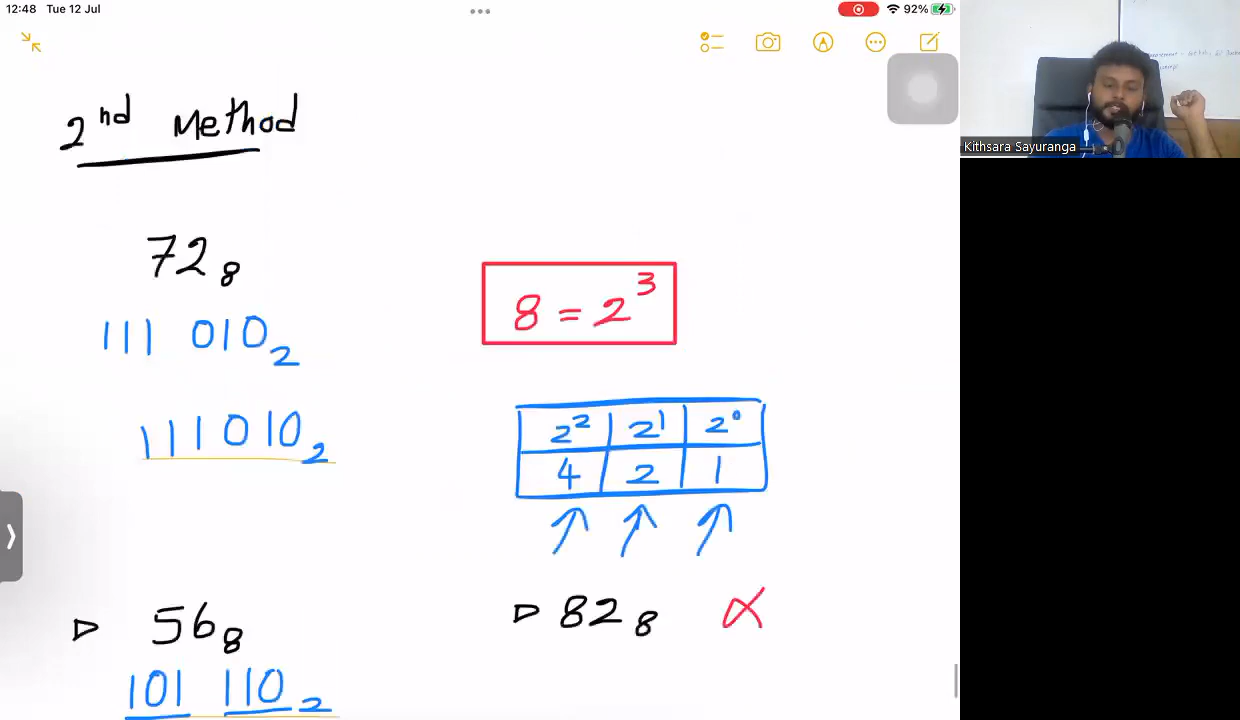 12:48 Tue 12 Jul
92%
2nd Method
72₈
111 010₂
111010₂
8 = 2³
2² 2¹ 2⁰
4 2 1
▷ 56₈
101 110₂
▷ 82₈
Kithsara Sayuranga